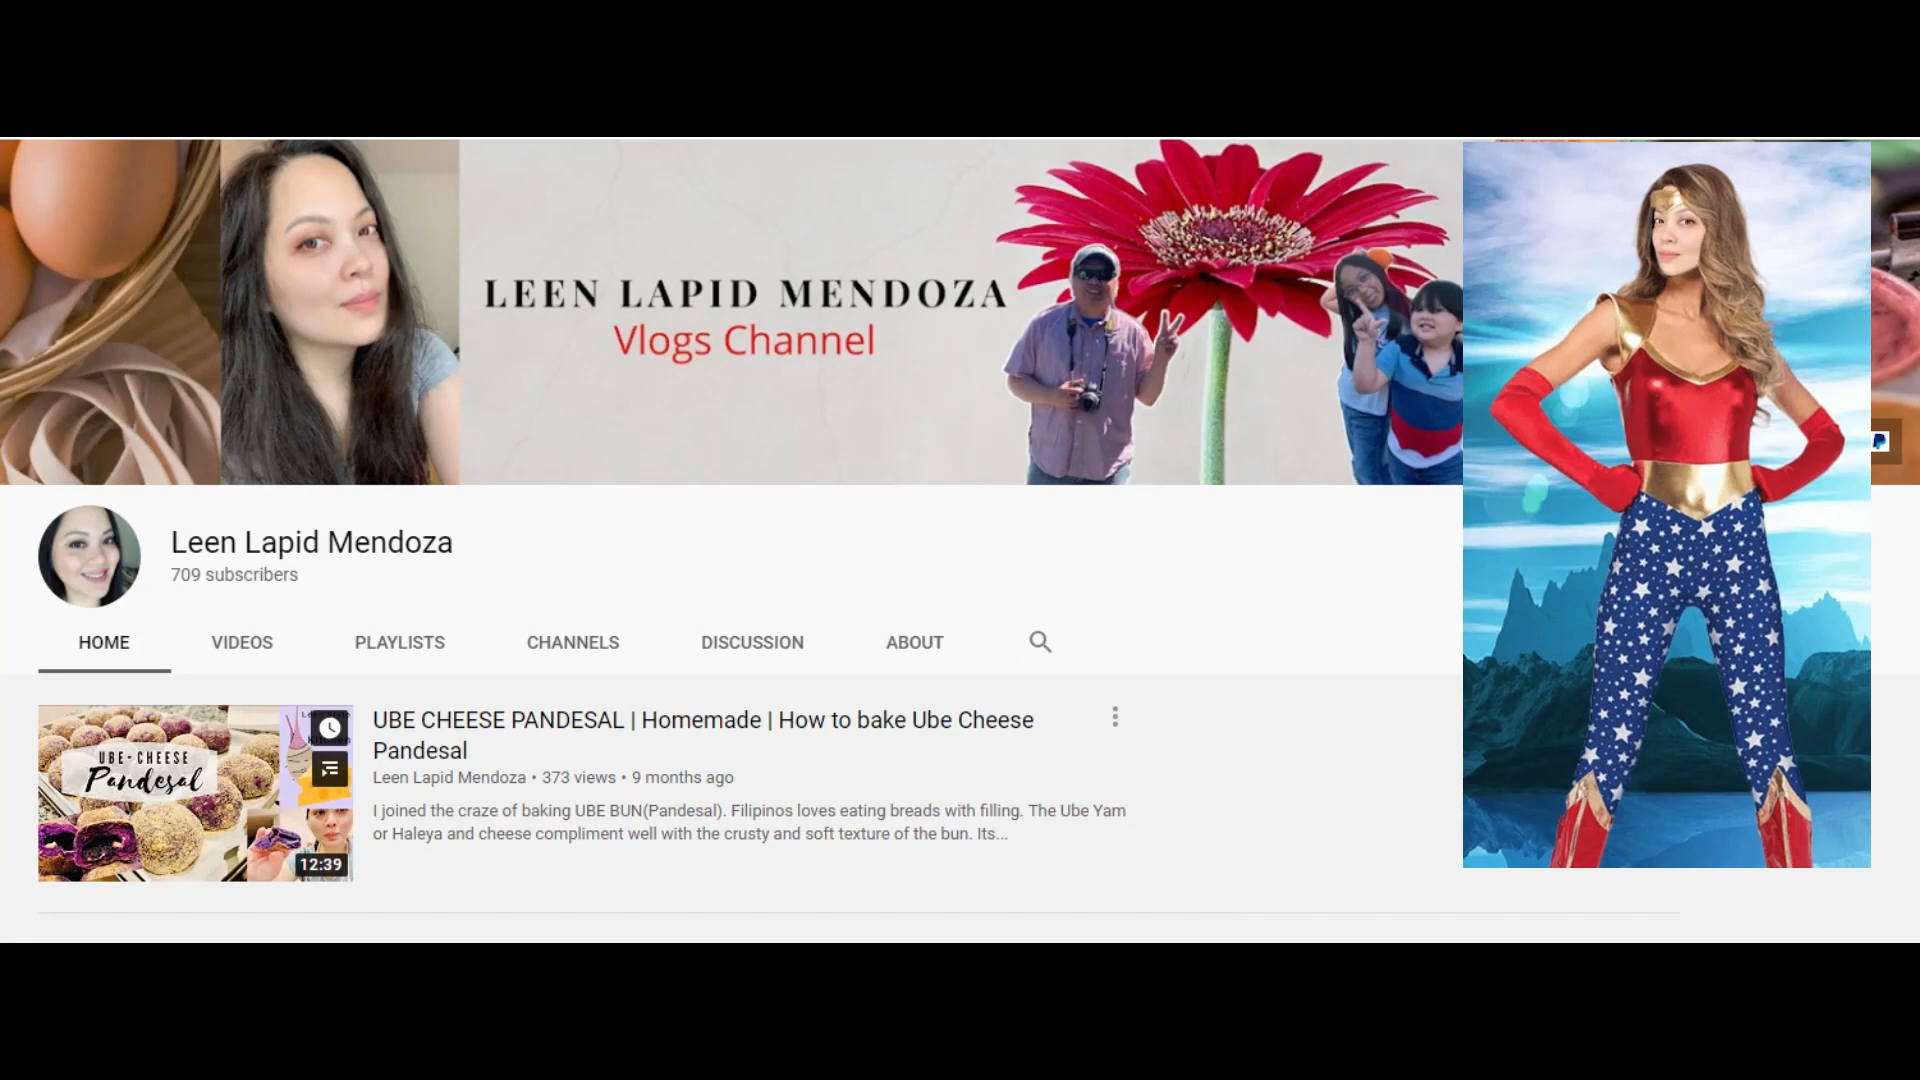 LEEN LAPID MENDOZA
Vlogs Channel
Leen Lapid Mendoza
709 subscribers
HOME VIDEOS PLAYLISTS CHANNELS DISCUSSION ABOUT
UBE-CHEESE
Pandesal
12:39
UBE CHEESE PANDESAL | Homemade | How to bake Ube Cheese
Pandesal
Leen Lapid Mendoza • 373 views • 9 months ago
I joined the craze of baking UBE BUN(Pandesal). Filipinos loves eating breads with filling. The Ube Yam
or Haleya and cheese compliment well with the crusty and soft texture of the bun. Its...